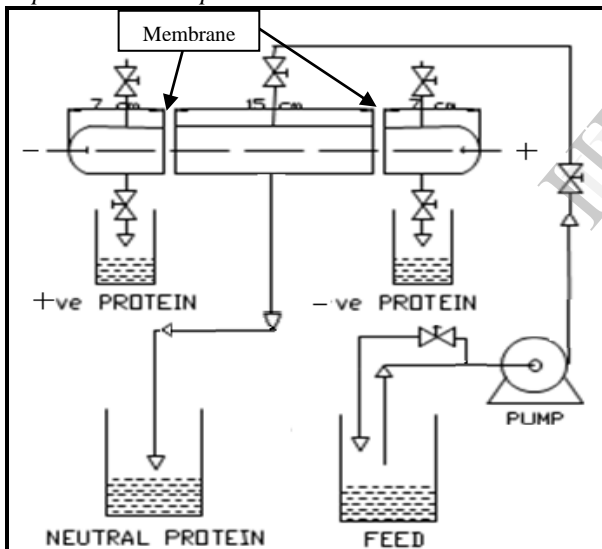 Membrane
7 cm
15 cm
7 cm
-
+
+ve PROTEIN
-ve PROTEIN
PUMP
NEUTRAL PROTEIN
FEED